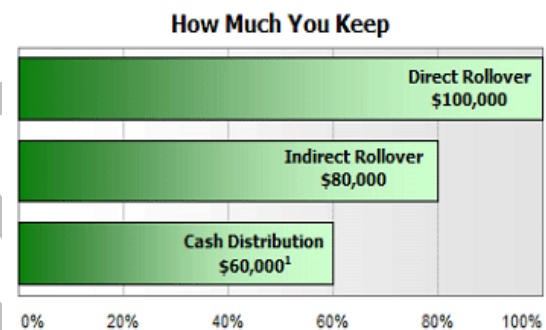 How Much You Keep
Direct Rollover
$100,000
Indirect Rollover
$80,000
Cash Distribution
$60,000¹
0% 20% 40% 60% 80% 100%